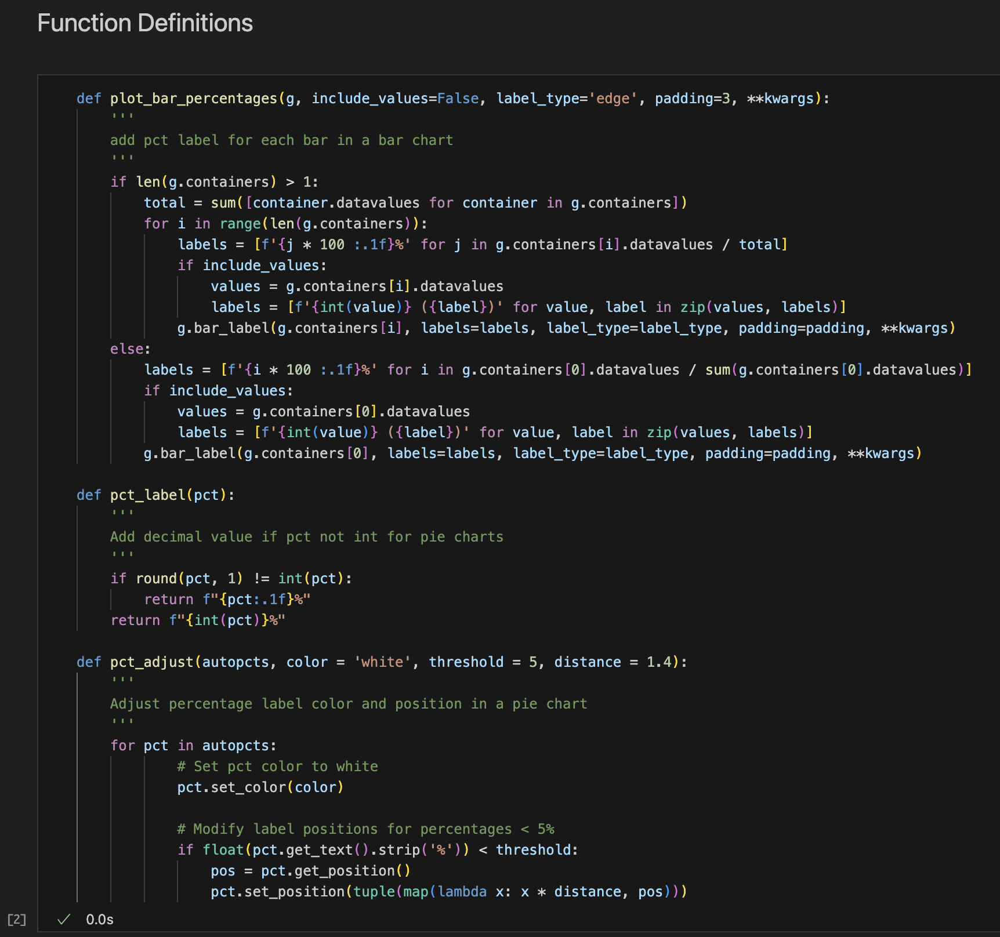 Function Definitions
def plot_bar_percentages(g, include_values=False, label_type='edge', padding=3, **kwargs):
    '''
    add pct label for each bar in a bar chart
    '''
    if len(g.containers) > 1:
        total = sum([container.datavalues for container in g.containers])
        for i in range(len(g.containers)):
            labels = [f'{j * 100 :.1f}%' for j in g.containers[i].datavalues / total]
            if include_values:
                values = g.containers[i].datavalues
                labels = [f'{int(value)} ({label})' for value, label in zip(values, labels)]
            g.bar_label(g.containers[i], labels=labels, label_type=label_type, padding=padding, **kwargs)
    else:
        labels = [f'{i * 100 :.1f}%' for i in g.containers[0].datavalues / sum(g.containers[0].datavalues)]
        if include_values:
            values = g.containers[0].datavalues
            labels = [f'{int(value)} ({label})' for value, label in zip(values, labels)]
        g.bar_label(g.containers[0], labels=labels, label_type=label_type, padding=padding, **kwargs)
def pct_label(pct):
    '''
    Add decimal value if pct not int for pie charts
    '''
    if round(pct, 1) != int(pct):
        return f"{pct:.1f}%"
    return f"{int(pct)}%"
def pct_adjust(autopcts, color = 'white', threshold = 5, distance = 1.4):
    '''
    Adjust percentage label color and position in a pie chart
    '''
    for pct in autopcts:
            # Set pct color to white
            pct.set_color(color)
            # Modify label positions for percentages < 5%
            if float(pct.get_text().strip('%')) < threshold:
                pos = pct.get_position()
                pct.set_position(tuple(map(lambda x: x * distance, pos)))
[2] ✓ 0.0s